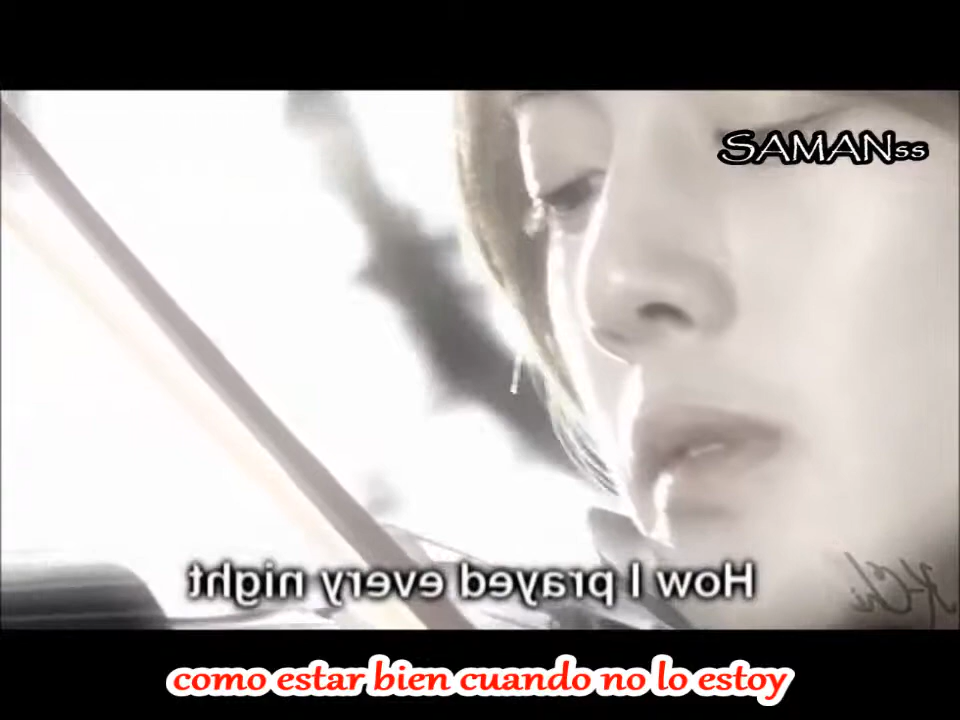 SAMANss
How I prayed every night
como estar bien cuando no lo estoy